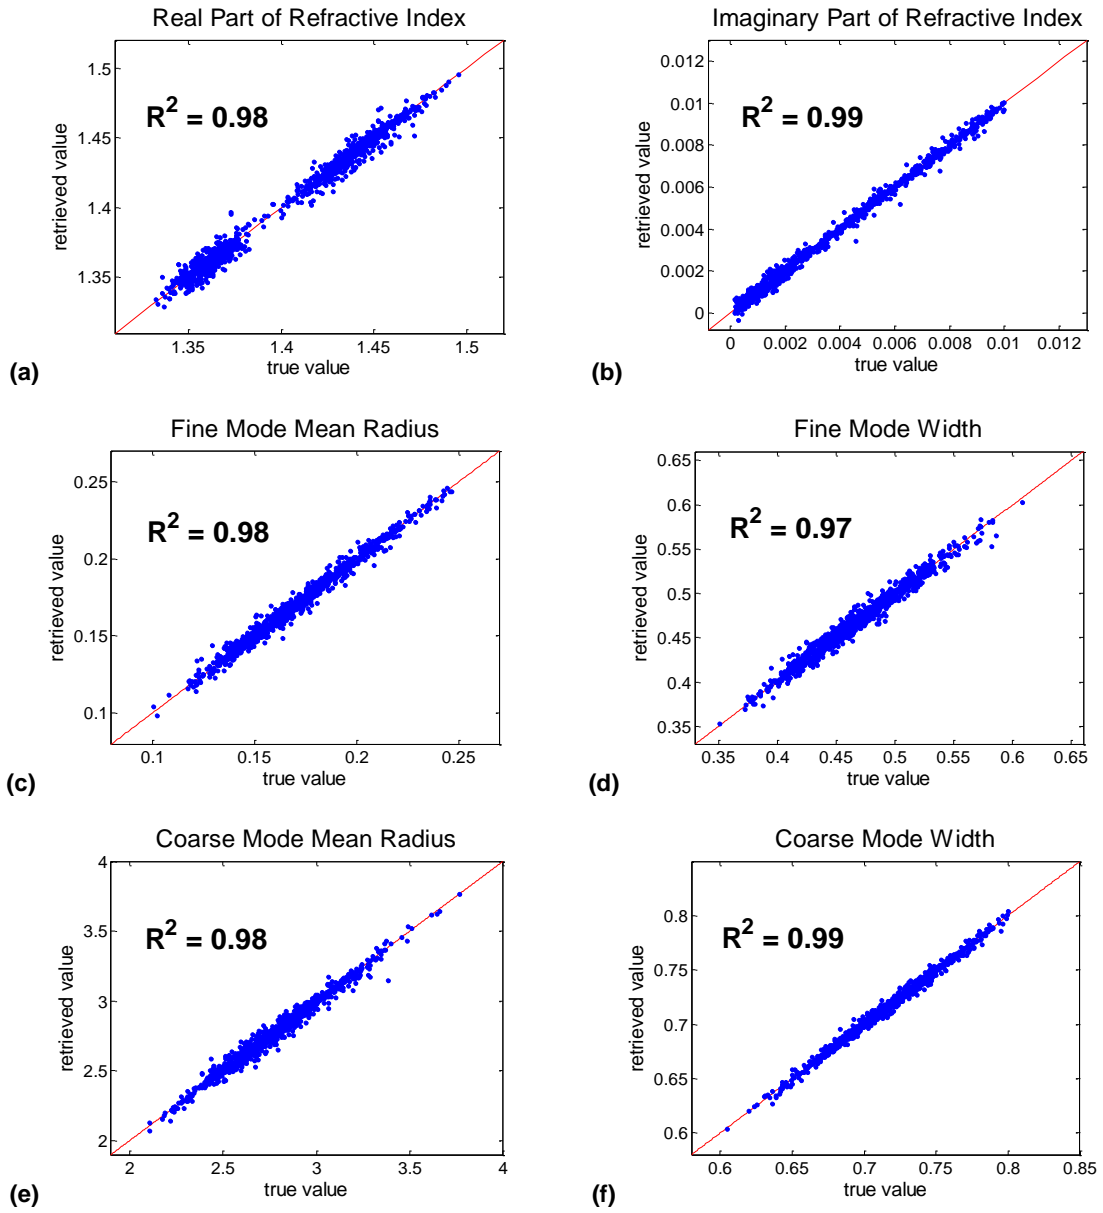 Real Part of Refractive Index
R² = 0.98
retrieved value
1.5
1.45
1.4
1.35
1.35 1.4 1.45 1.5
true value
(a)
Imaginary Part of Refractive Index
R² = 0.99
retrieved value
0.012
0.01
0.008
0.006
0.004
0.002
0
0 0.002 0.004 0.006 0.008 0.01 0.012
true value
(b)
Fine Mode Mean Radius
R² = 0.98
retrieved value
0.25
0.2
0.15
0.1
0.1 0.15 0.2 0.25
true value
(c)
Fine Mode Width
R² = 0.97
retrieved value
0.65
0.6
0.55
0.5
0.45
0.4
0.35
0.35 0.4 0.45 0.5 0.55 0.6 0.65
true value
(d)
Coarse Mode Mean Radius
R² = 0.98
retrieved value
4
3.5
3
2.5
2
2 2.5 3 3.5 4
true value
(e)
Coarse Mode Width
R² = 0.99
retrieved value
0.8
0.75
0.7
0.65
0.6
0.6 0.65 0.7 0.75 0.8 0.85
true value
(f)